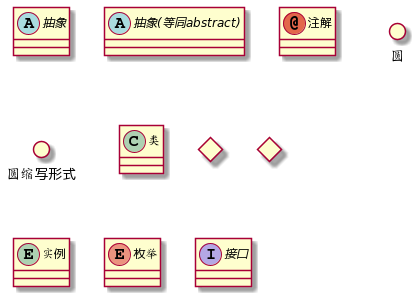 A 抽象
A 抽象(等同abstract)
@ 注解
圆
圆缩写形式
C 类
E 实例
E 枚举
I 接口